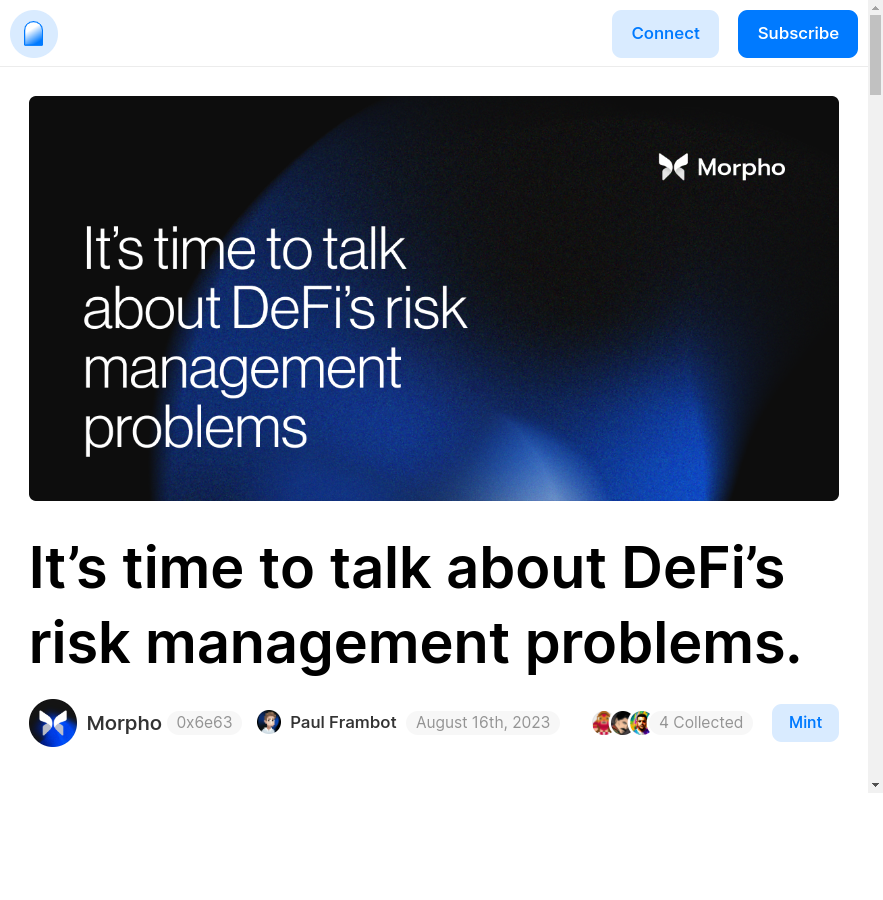 Connect
Subscribe
Morpho
It’s time to talk
about DeFi’s risk
management
problems
It’s time to talk about DeFi’s
risk management problems.
Morpho 0x6e63 Paul Frambot August 16th, 2023 4 Collected Mint